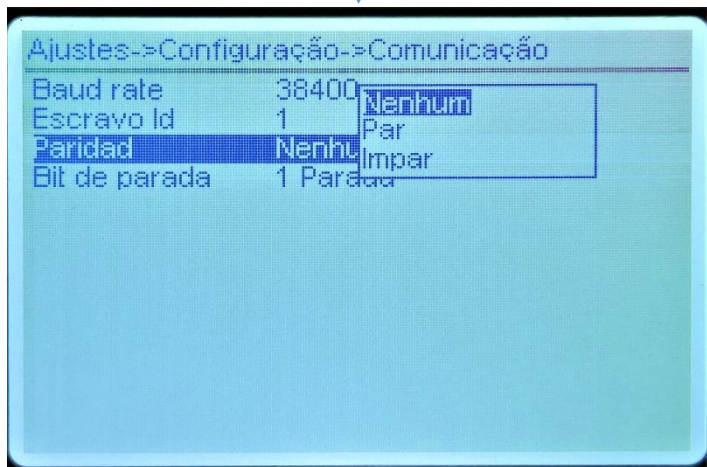 Ajustes->Configuração->Comunicação
Baud rate 38400
Nenhum
Escravo Id 1
Par
Paridad Nenhu
Impar
Bit de parada 1 Parada